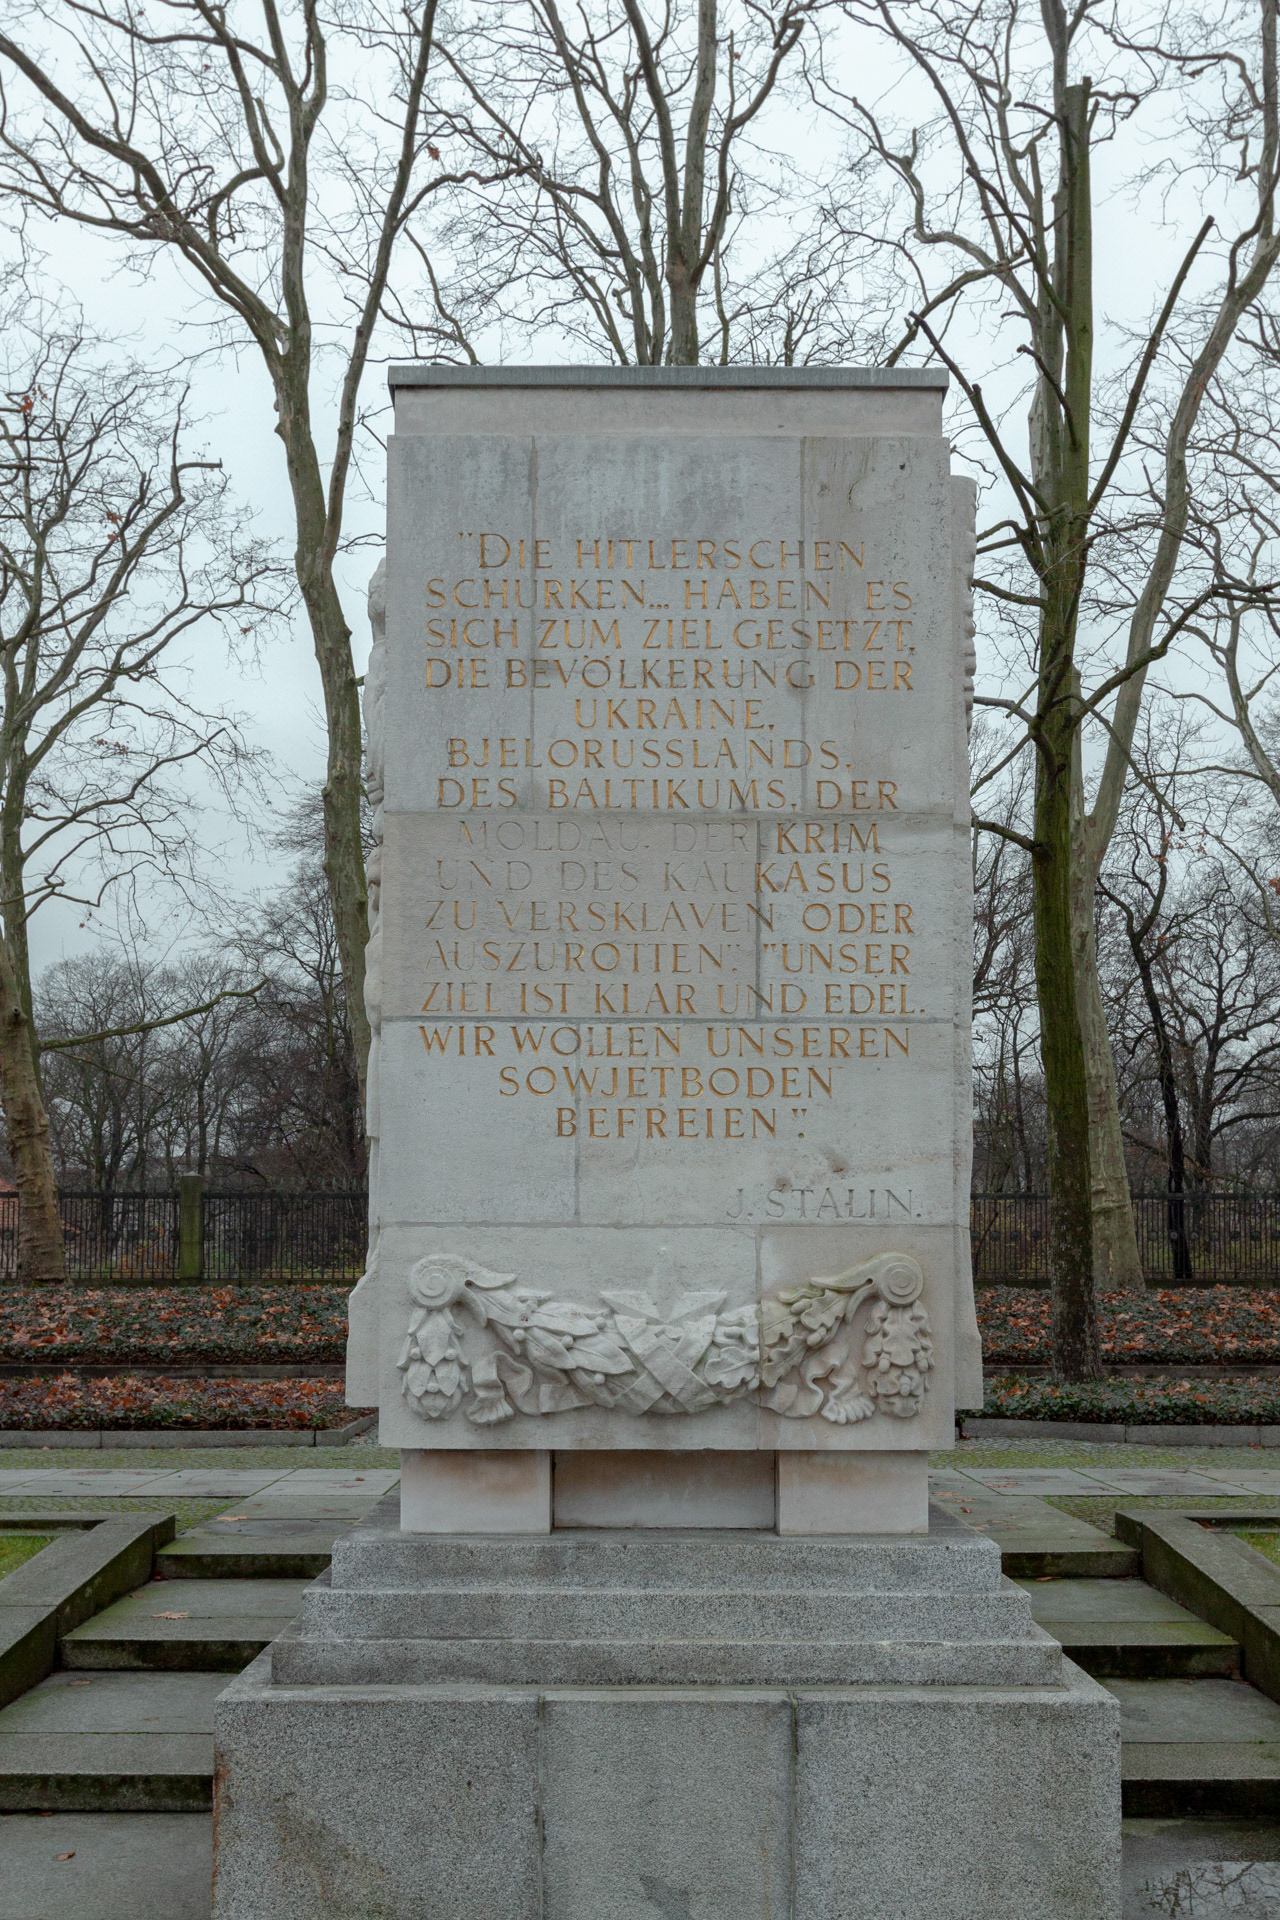 "DIE HITLERSCHEN
SCHURKEN... HABEN ES
SICH ZUM ZIEL GESETZT,
DIE BEVÖLKERUNG DER
UKRAINE,
BJELORUSSLANDS,
DES BALTIKUMS, DER
MOLDAU, DER KRIM
UND DES KAUKASUS
ZU VERSKLAVEN ODER
AUSZUROTTEN". "UNSER
ZIEL IST KLAR UND EDEL.
WIR WOLLEN UNSEREN
SOWJETBODEN
BEFREIEN".
J. STALIN.